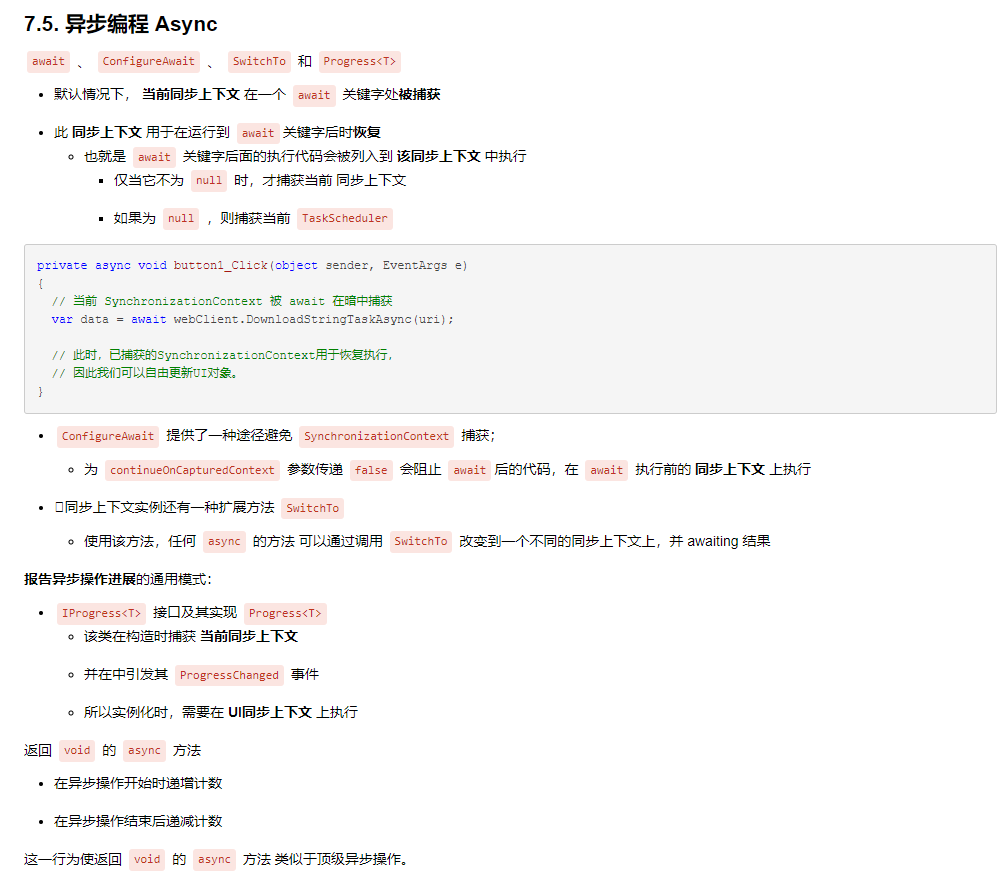 7.5. 异步编程 Async
await 、 ConfigureAwait 、 SwitchTo 和 Progress<T>
默认情况下， 当前同步上下文 在一个 await 关键字处被捕获
此 同步上下文 用于在运行到 await 关键字后时恢复
也就是 await 关键字后面的执行代码会被列入到 该同步上下文 中执行
仅当它不为 null 时，才捕获当前 同步上下文
如果为 null ，则捕获当前 TaskScheduler
private async void button1_Click(object sender, EventArgs e)
{
// 当前 SynchronizationContext 被 await 在暗中捕获
var data = await webClient.DownloadStringTaskAsync(uri);
// 此时，已捕获的SynchronizationContext用于恢复执行，
// 因此我们可以自由更新UI对象。
}
ConfigureAwait 提供了一种途径避免 SynchronizationContext 捕获；
为 continueOnCapturedContext 参数传递 false 会阻止 await 后的代码，在 await 执行前的 同步上下文 上执行
同步上下文实例还有一种扩展方法 SwitchTo
使用该方法，任何 async 的方法 可以通过调用 SwitchTo 改变到一个不同的同步上下文上，并 awaiting 结果
报告异步操作进展的通用模式：
IProgress<T> 接口及其实现 Progress<T>
该类在构造时捕获 当前同步上下文
并在中引发其 ProgressChanged 事件
所以实例化时，需要在 UI同步上下文 上执行
返回 void 的 async 方法
在异步操作开始时递增计数
在异步操作结束后递减计数
这一行为使返回 void 的 async 方法 类似于顶级异步操作。